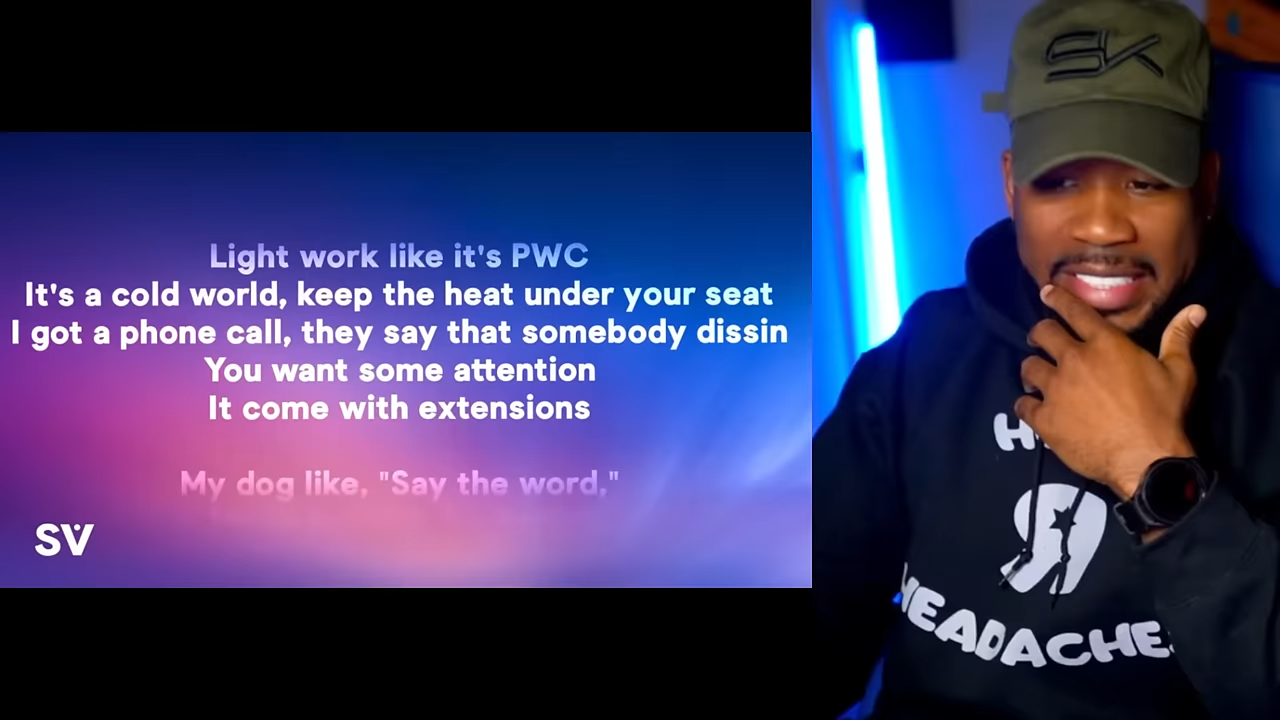 Light work like it's PWC
It's a cold world, keep the heat under your seat
I got a phone call, they say that somebody dissin
You want some attention
It come with extensions
My dog like, "Say the word,"
SV
SK
HEADACHE